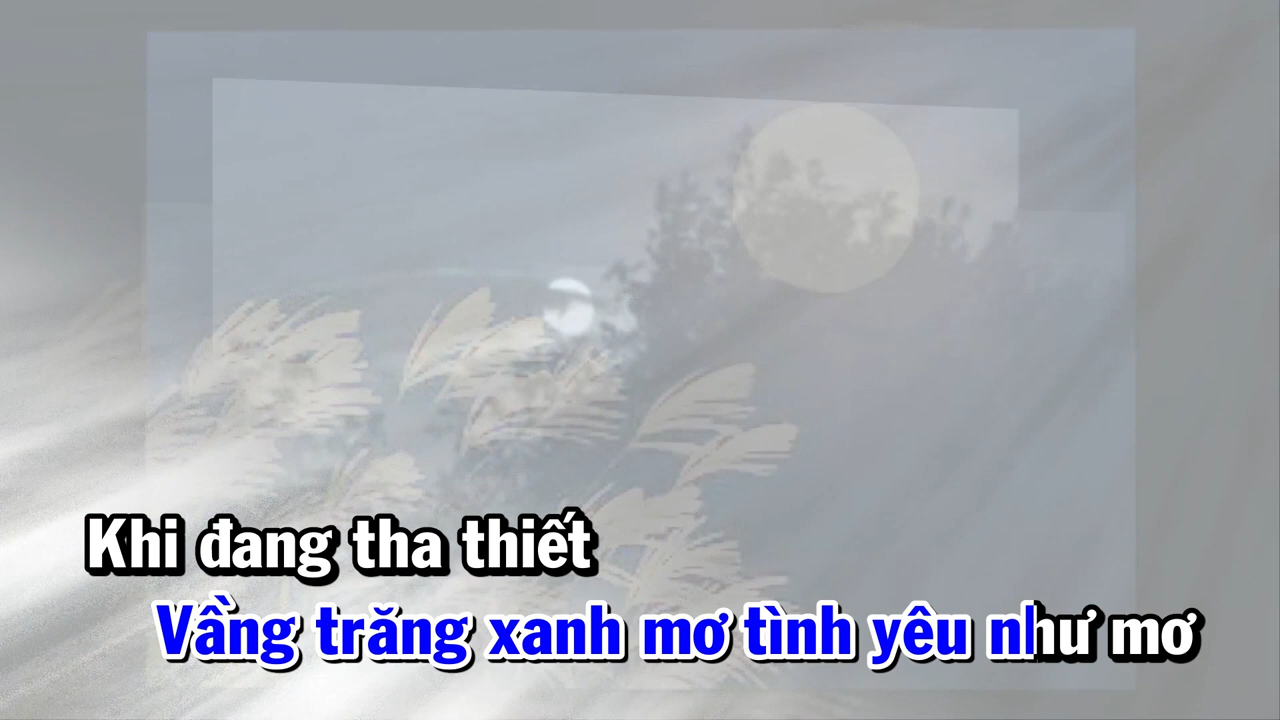 Khi đang tha thiết
Vầng trăng xanh mơ tình yêu như mơ